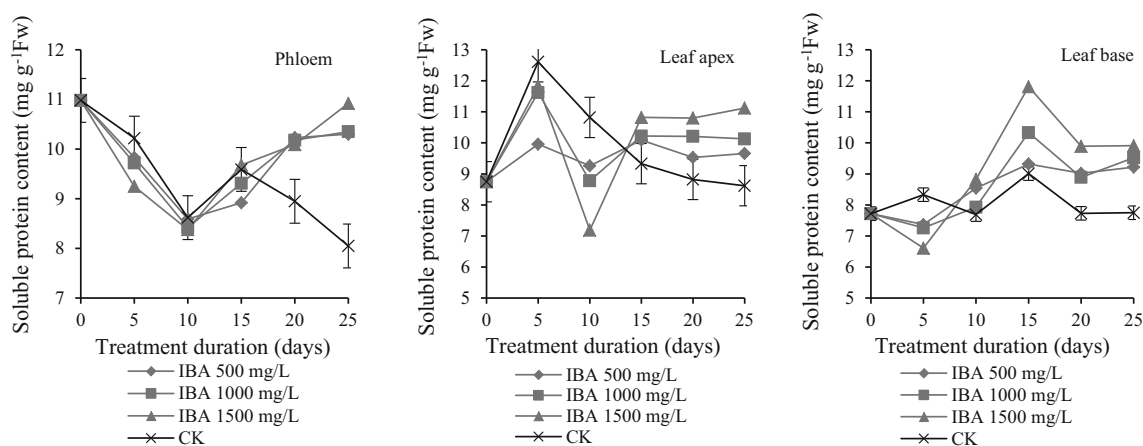 Phloem
Soluble protein content (mg g⁻¹Fw)
12
11
10
9
8
7
0 5 10 15 20 25
Treatment duration (days)
IBA 500 mg/L
IBA 1000 mg/L
IBA 1500 mg/L
CK
Leaf apex
Soluble protein content (mg g⁻¹Fw)
13
12
11
10
9
8
7
6
5
0 5 10 15 20 25
Treatment duration (days)
IBA 500 mg/L
IBA 1000 mg/L
IBA 1500 mg/L
CK
Leaf base
Soluble protein content (mg g⁻¹Fw)
13
12
11
10
9
8
7
6
5
0 5 10 15 20 25
Treatment duration (days)
IBA 500 mg/L
IBA 1000 mg/L
IBA 1500 mg/L
CK